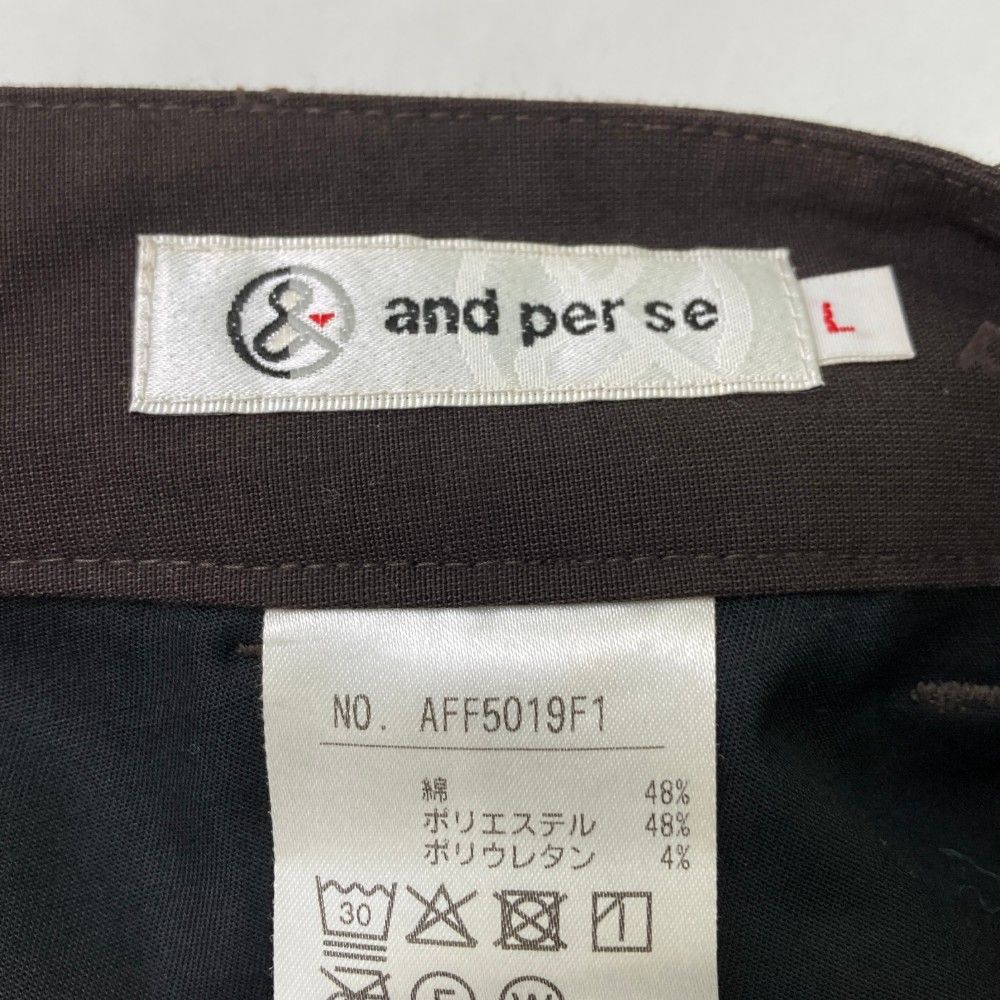 & and per se
L
NO. AFF5019F1
綿 48%
ポリエステル 48%
ポリウレタン 4%
30
F W